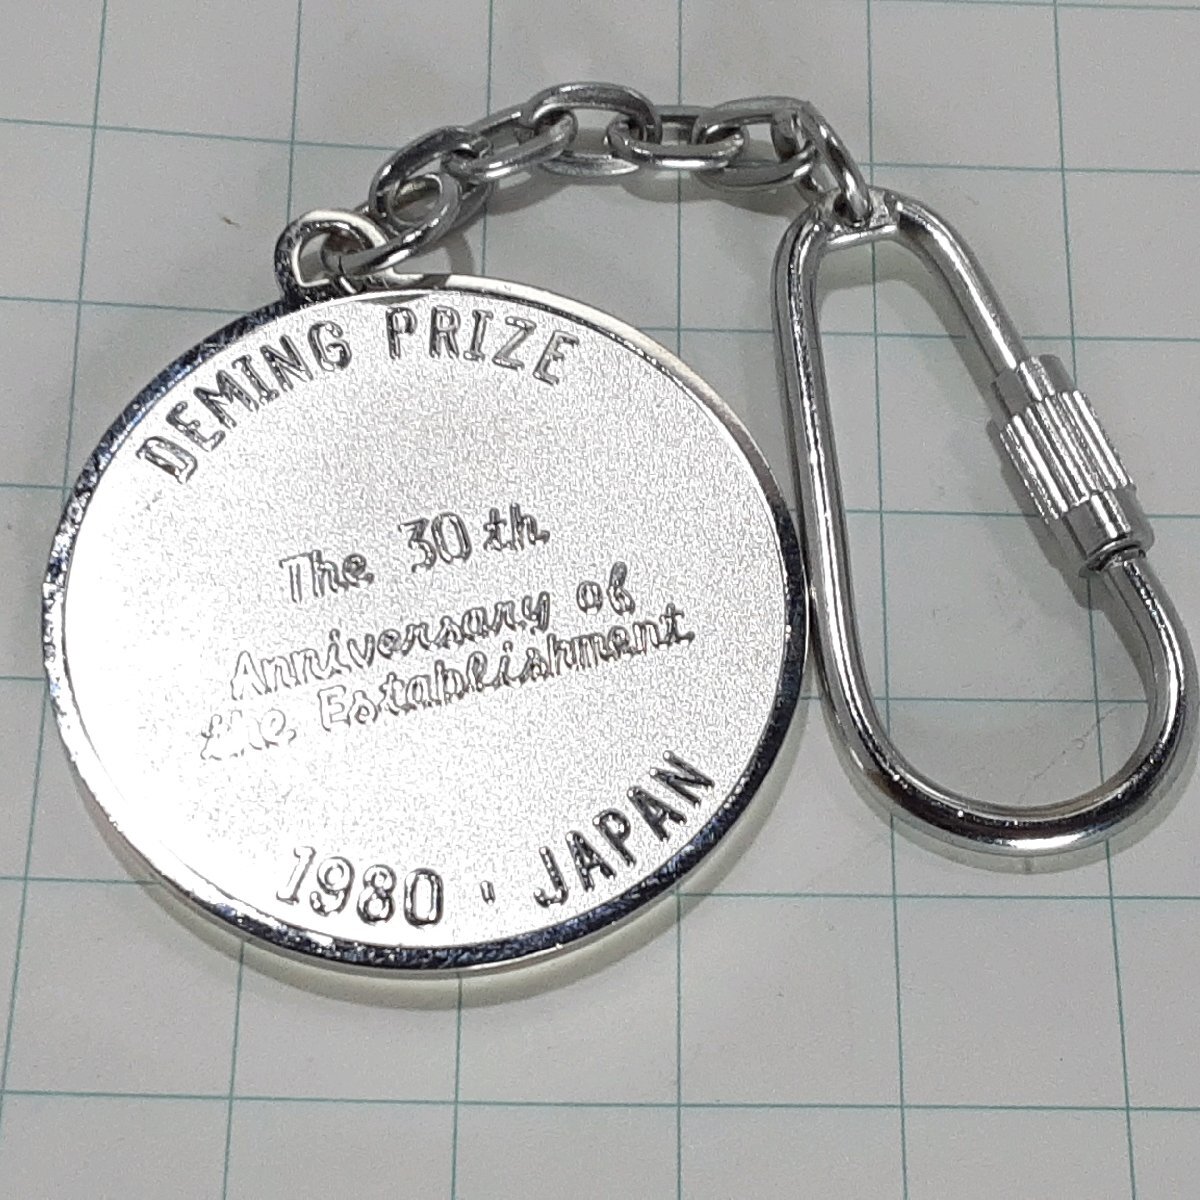 DEMING PRIZE
The 30th
Anniversary of
the Establishment
1980 · JAPAN